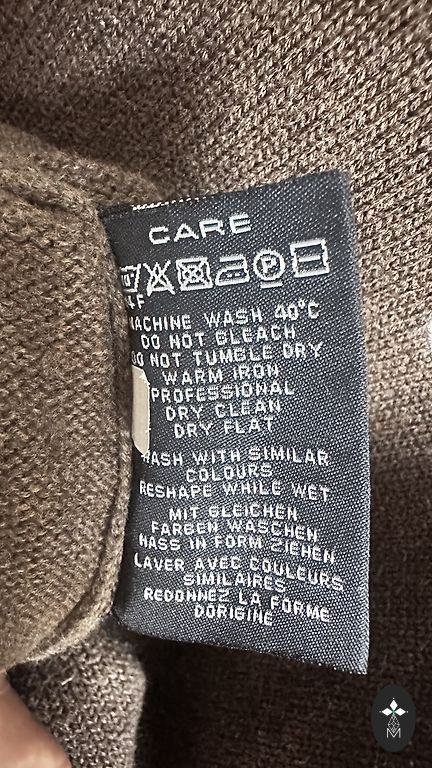 CARE
MACHINE WASH 40°C
DO NOT BLEACH
DO NOT TUMBLE DRY
WARM IRON
PROFESSIONAL
DRY CLEAN
DRY FLAT
WASH WITH SIMILAR
COLOURS
RESHAPE WHILE WET
MIT GLEICHEN
FARBEN WASCHEN
NASS IN FORM ZIEHEN
LAVER AVEC COULEURS
SIMILAIRES
REDONNEZ LA FORME
DORIGINE
M